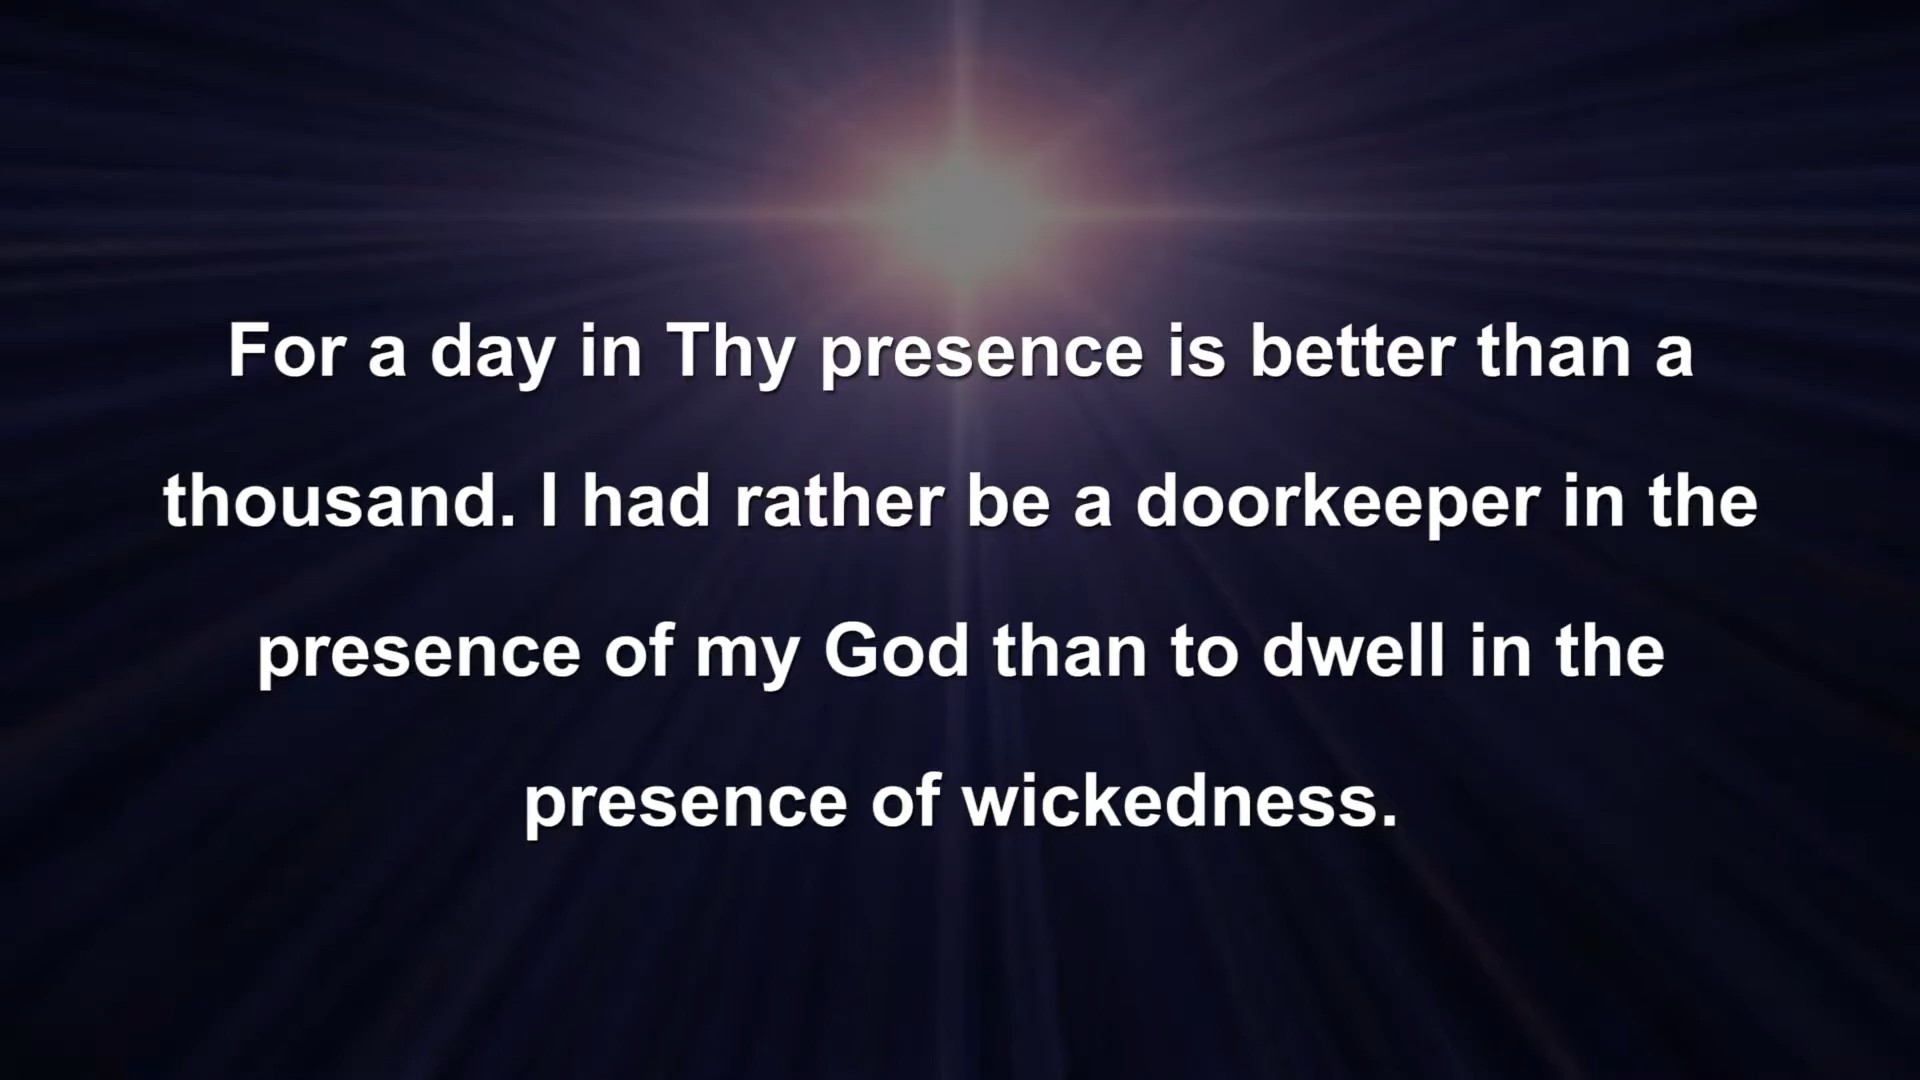 For a day in Thy presence is better than a
thousand. I had rather be a doorkeeper in the
presence of my God than to dwell in the
presence of wickedness.